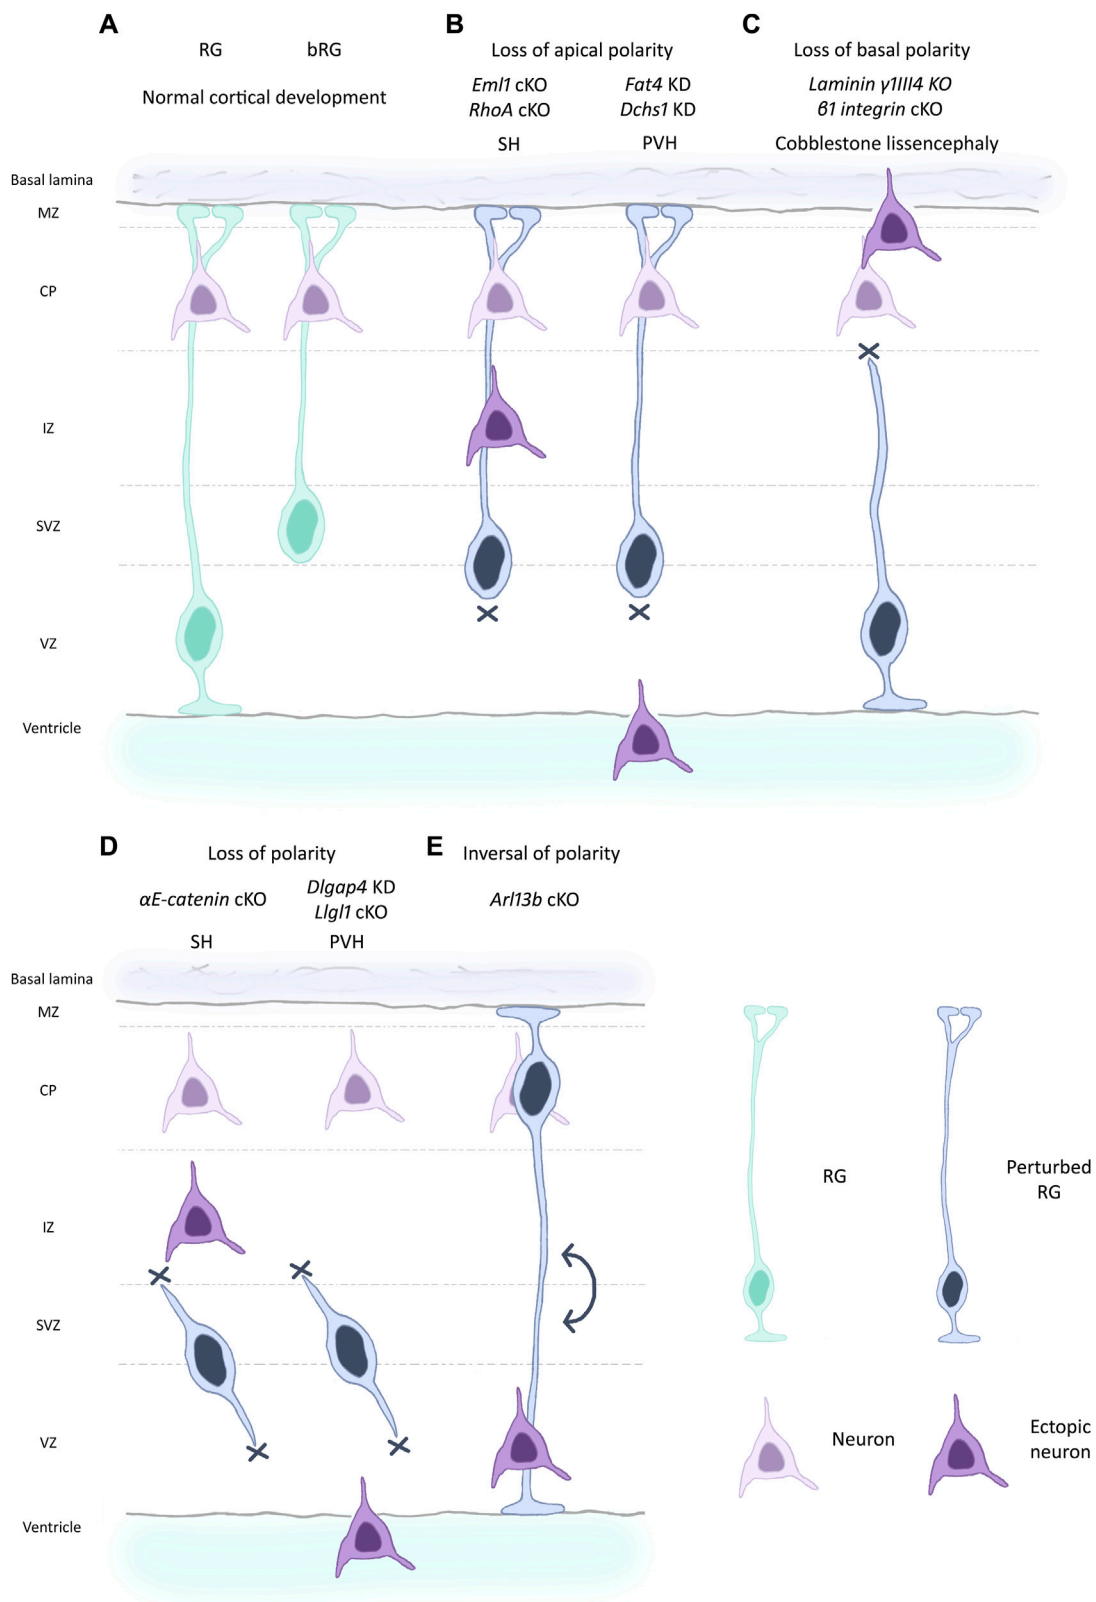 A
RG
bRG
Normal cortical development
B
Loss of apical polarity
Eml1 cKO
RhoA cKO
SH
Fat4 KD
Dchs1 KD
PVH
C
Loss of basal polarity
Laminin γ1III4 KO
β1 integrin cKO
Cobblestone lissencephaly
Basal lamina
MZ
CP
IZ
SVZ
VZ
Ventricle
D
Loss of polarity
αE-catenin cKO
SH
Dlgap4 KD
Llgl1 cKO
PVH
E
Inversal of polarity
Arl13b cKO
Basal lamina
MZ
CP
IZ
SVZ
VZ
Ventricle
RG
Perturbed
RG
Neuron
Ectopic
neuron